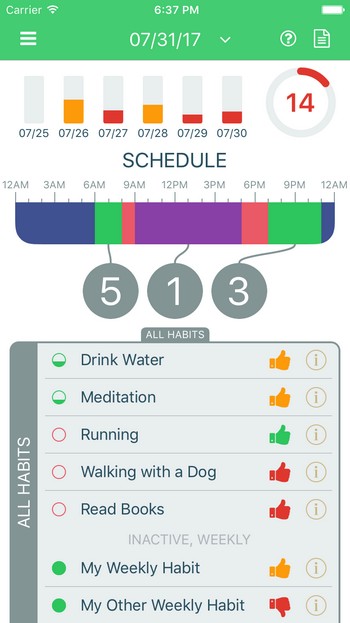 Carrier 6:37 PM
07/31/17
14
07/25 07/26 07/27 07/28 07/29 07/30
SCHEDULE
12AM 3AM 6AM 9AM 12PM 3PM 6PM 9PM 12AM
5 1 3
ALL HABITS
ALL HABITS
Drink Water
Meditation
Running
Walking with a Dog
Read Books
INACTIVE, WEEKLY
My Weekly Habit
My Other Weekly Habit